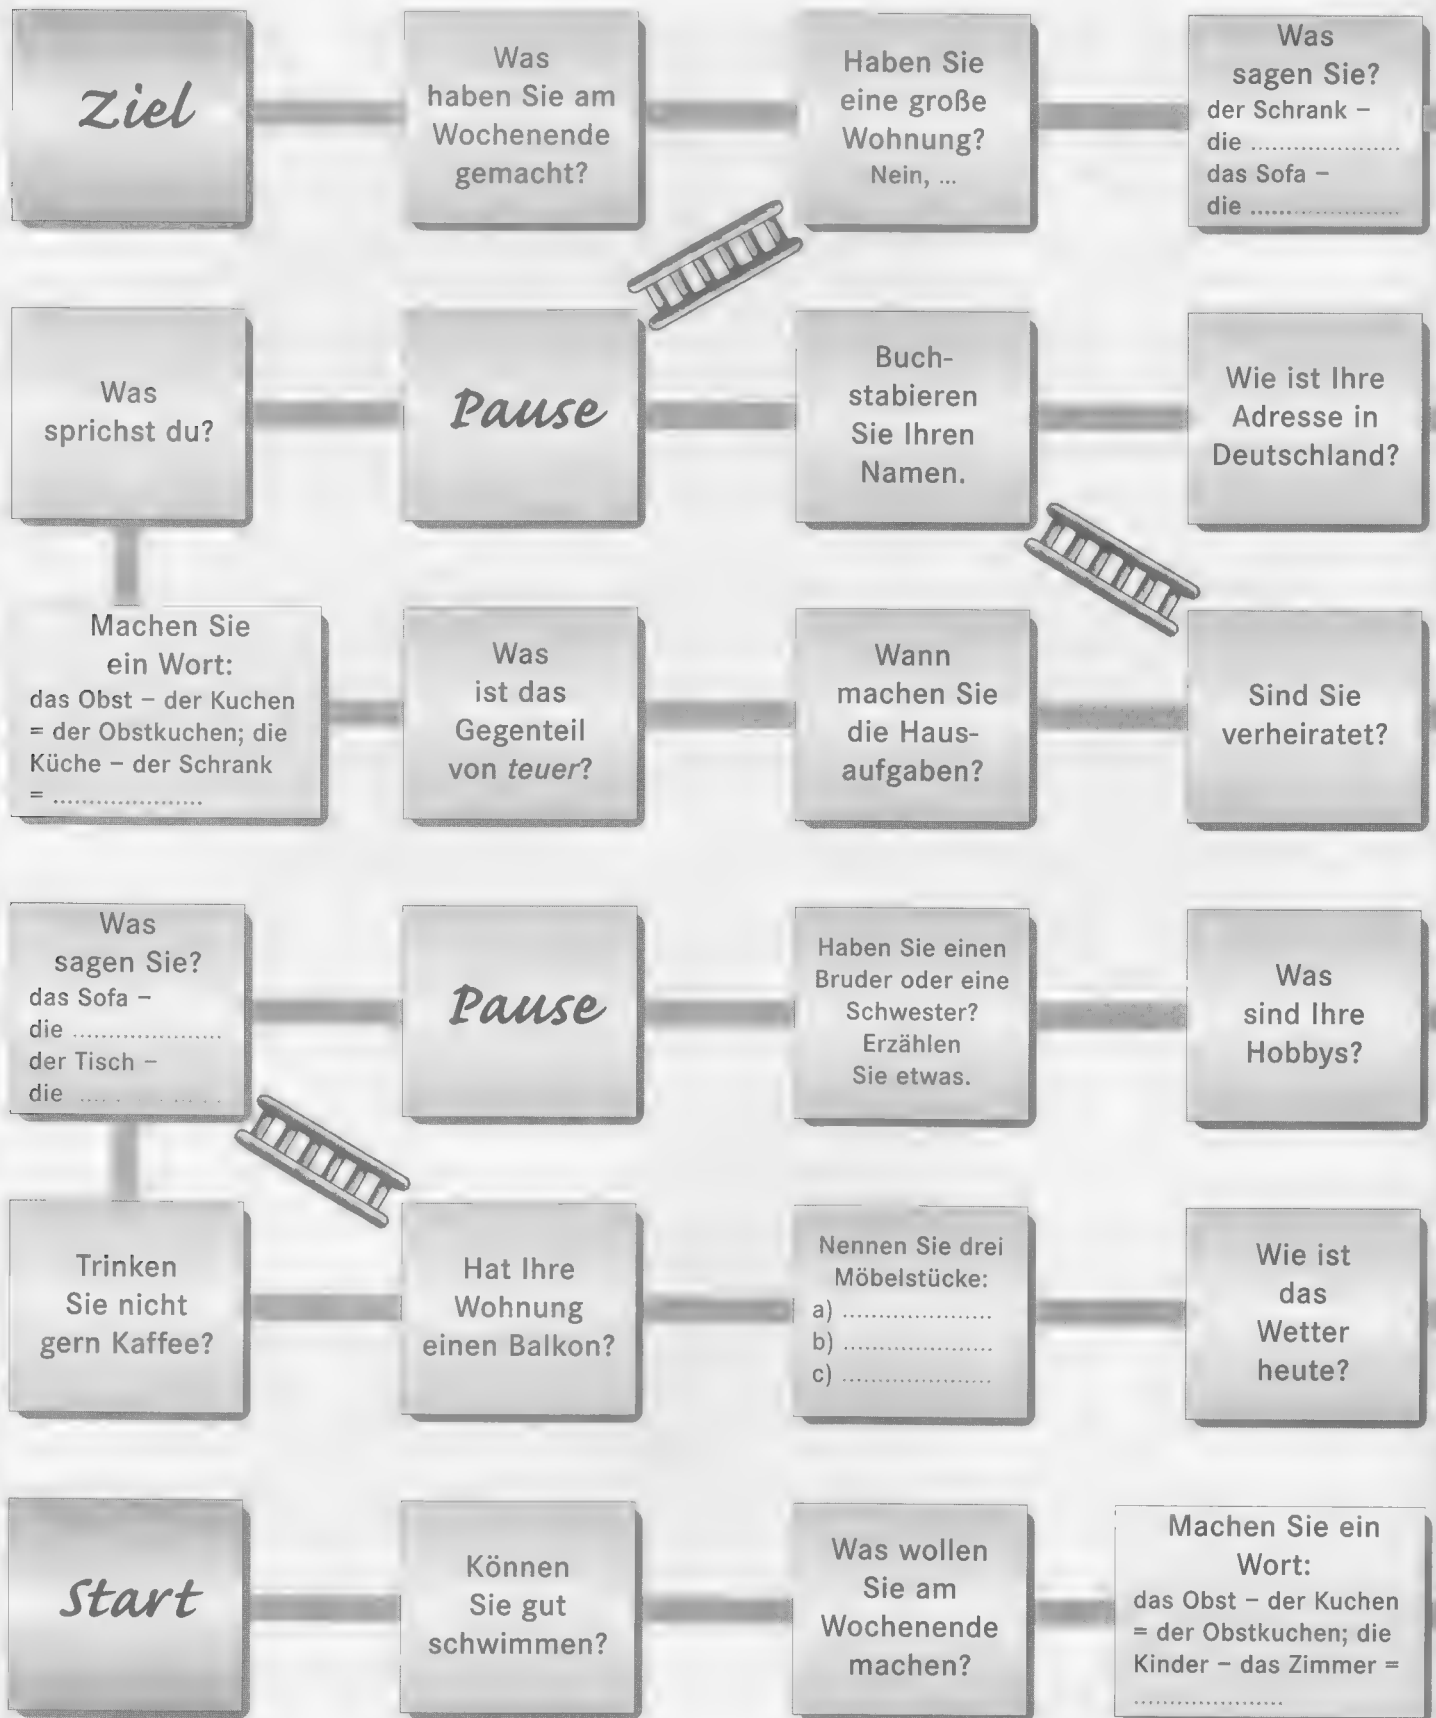 Ziel
Was
haben Sie am
Wochenende
gemacht?
Haben Sie
eine große
Wohnung?
Nein, ...
Was
sagen Sie?
der Schrank –
die .....................
das Sofa –
die .....................
Was
sprichst du?
Pause
Buch-
stabieren
Sie Ihren
Namen.
Wie ist Ihre
Adresse in
Deutschland?
Machen Sie
ein Wort:
das Obst – der Kuchen
= der Obstkuchen; die
Küche – der Schrank
= .....................
Was
ist das
Gegenteil
von teuer?
Wann
machen Sie
die Haus-
aufgaben?
Sind Sie
verheiratet?
Was
sagen Sie?
das Sofa –
die .....................
der Tisch –
die .....................
Pause
Haben Sie einen
Bruder oder eine
Schwester?
Erzählen
Sie etwas.
Was
sind Ihre
Hobbys?
Trinken
Sie nicht
gern Kaffee?
Hat Ihre
Wohnung
einen Balkon?
Nennen Sie drei
Möbelstücke:
a) .....................
b) .....................
c) .....................
Wie ist
das
Wetter
heute?
Start
Können
Sie gut
schwimmen?
Was wollen
Sie am
Wochenende
machen?
Machen Sie ein
Wort:
das Obst – der Kuchen
= der Obstkuchen; die
Kinder – das Zimmer =
.....................